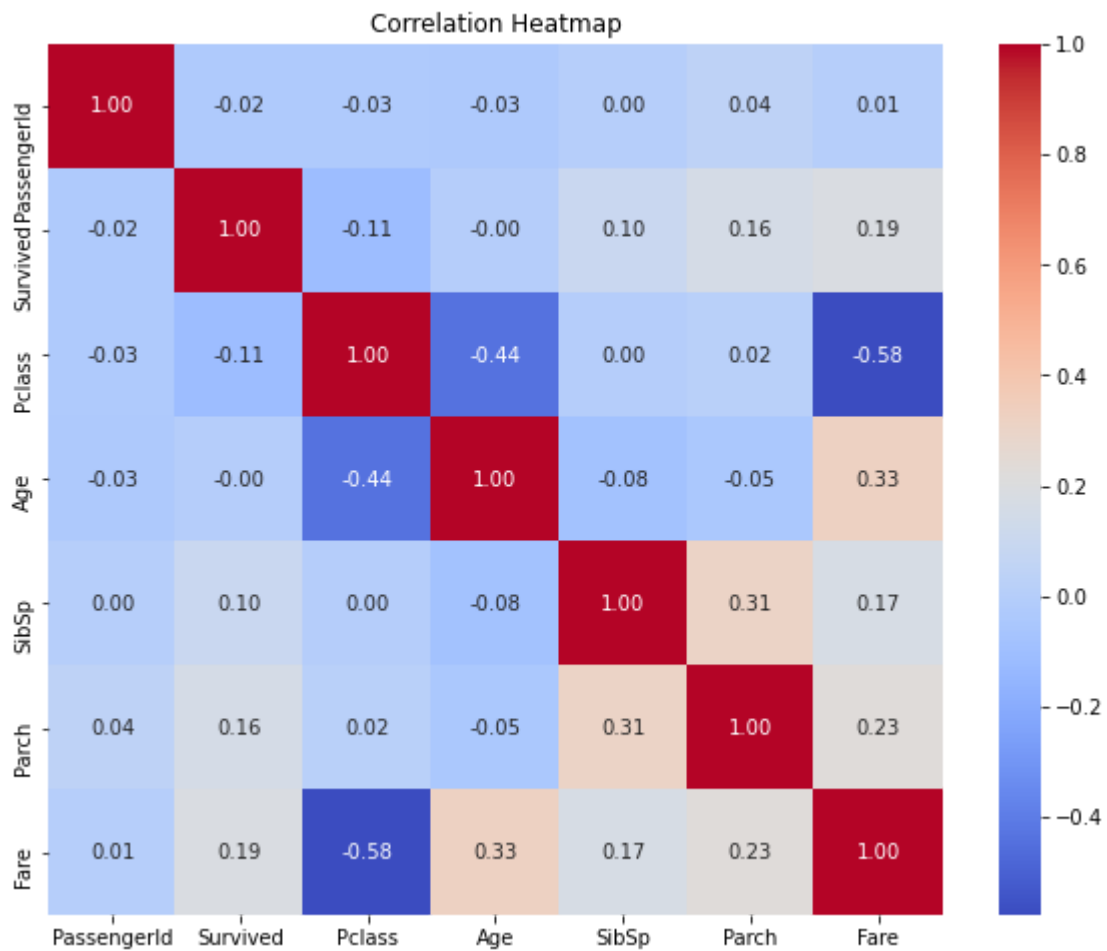 Correlation Heatmap
PassengerId 1.00 -0.02 -0.03 -0.03 0.00 0.04 0.01
Survived -0.02 1.00 -0.11 -0.00 0.10 0.16 0.19
Pclass -0.03 -0.11 1.00 -0.44 0.00 0.02 -0.58
Age -0.03 -0.00 -0.44 1.00 -0.08 -0.05 0.33
SibSp 0.00 0.10 0.00 -0.08 1.00 0.31 0.17
Parch 0.04 0.16 0.02 -0.05 0.31 1.00 0.23
Fare 0.01 0.19 -0.58 0.33 0.17 0.23 1.00
PassengerId Survived Pclass Age SibSp Parch Fare
1.0
0.8
0.6
0.4
0.2
0.0
−0.2
−0.4